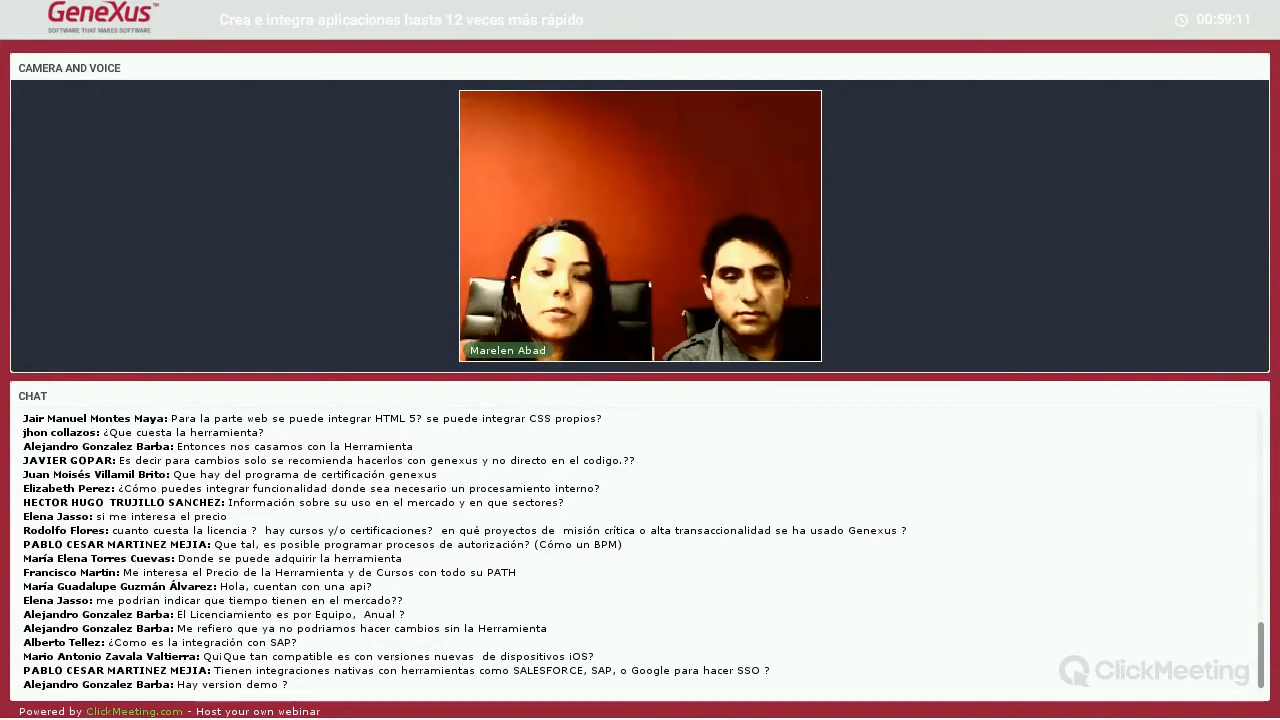 GeneXus™
SOFTWARE THAT MAKES SOFTWARE
Crea e integra aplicaciones hasta 12 veces más rápido
00:59:11
CAMERA AND VOICE
Marelen Abad
CHAT
Jair Manuel Montes Maya: Para la parte web se puede integrar HTML 5? se puede integrar CSS propios?
jhon collazos: ¿Que cuesta la herramienta?
Alejandro Gonzalez Barba: Entonces nos casamos con la Herramienta
JAVIER GOPAR: Es decir para cambios solo se recomienda hacerlos con genexus y no directo en el codigo.??
Juan Moisés Villamil Brito: Que hay del programa de certificación genexus
Elizabeth Perez: ¿Cómo puedes integrar funcionalidad donde sea necesario un procesamiento interno?
HECTOR HUGO TRUJILLO SANCHEZ: Información sobre su uso en el mercado y en que sectores?
Elena Jasso: si me interesa el precio
Rodolfo Flores: cuanto cuesta la licencia ? hay cursos y/o certificaciones? en qué proyectos de misión crítica o alta transaccionalidad se ha usado Genexus ?
PABLO CESAR MARTINEZ MEJIA: Que tal, es posible programar procesos de autorización? (Cómo un BPM)
María Elena Torres Cuevas: Donde se puede adquirir la herramienta
Francisco Martin: Me interesa el Precio de la Herramienta y de Cursos con todo su PATH
María Guadalupe Guzmán Álvarez: Hola, cuentan con una api?
Elena Jasso: me podrian indicar que tiempo tienen en el mercado??
Alejandro Gonzalez Barba: El Licenciamiento es por Equipo, Anual ?
Alejandro Gonzalez Barba: Me refiero que ya no podriamos hacer cambios sin la Herramienta
Alberto Tellez: ¿Como es la integración con SAP?
Mario Antonio Zavala Valtierra: QuiQue tan compatible es con versiones nuevas de dispositivos iOS?
PABLO CESAR MARTINEZ MEJIA: Tienen integraciones nativas con herramientas como SALESFORCE, SAP, o Google para hacer SSO ?
Alejandro Gonzalez Barba: Hay version demo ?
ClickMeeting
Powered by ClickMeeting.com - Host your own webinar